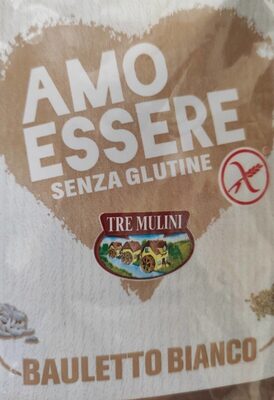 AMO
ESSERE
SENZA GLUTINE
TRE MULINI
BAULETTO BIANCO